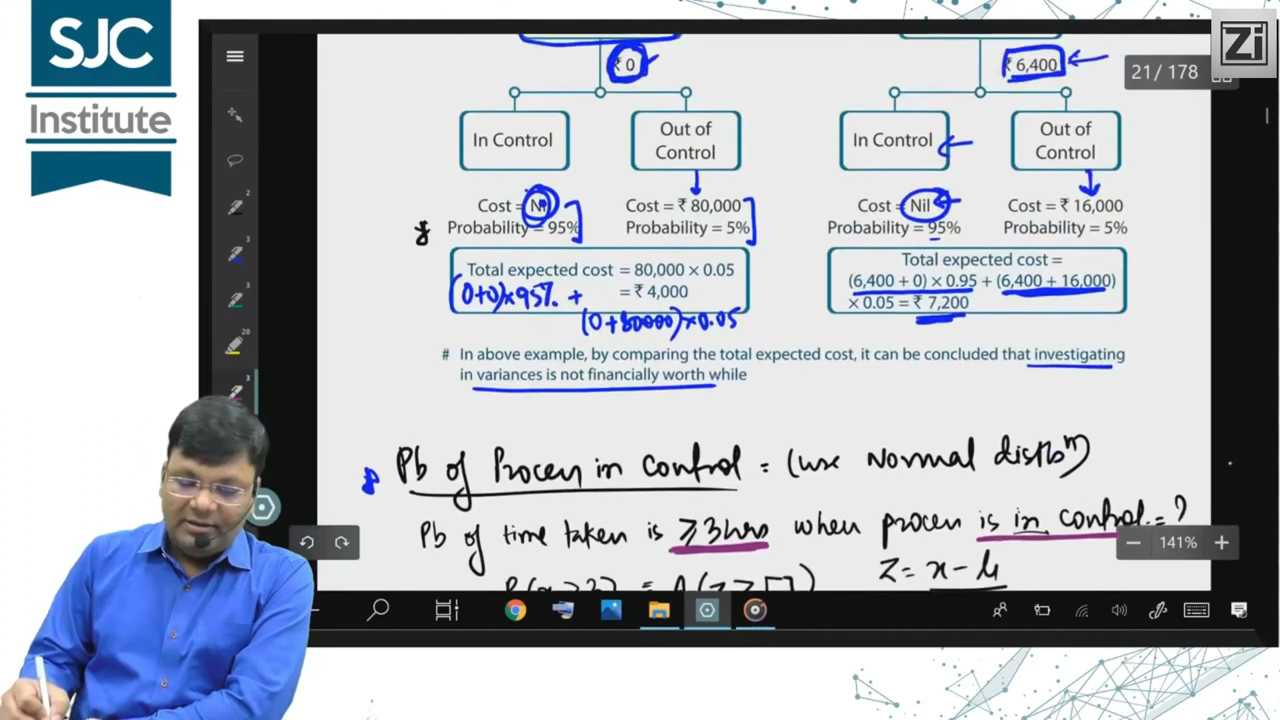 SJC
Institute
Zi
21 / 178
₹ 0
₹ 6,400
In Control
Out of
Control
In Control
Out of
Control
Cost = Nil
Probability = 95%
Cost = ₹ 80,000
Probability = 5%
Cost = Nil
Probability = 95%
Cost = ₹ 16,000
Probability = 5%
Total expected cost = 80,000 × 0.05
= ₹ 4,000
(0+0)×95% +
(0+80000)×0.05
Total expected cost =
(6,400 + 0) × 0.95 + (6,400 + 16,000)
× 0.05 = ₹ 7,200
# In above example, by comparing the total expected cost, it can be concluded that investigating
in variances is not financially worth while
Pb of Process in Control = (use Normal distbn)
Pb of time taken is ≥3hrs when process is in control = ?
Z = x - μ
141%